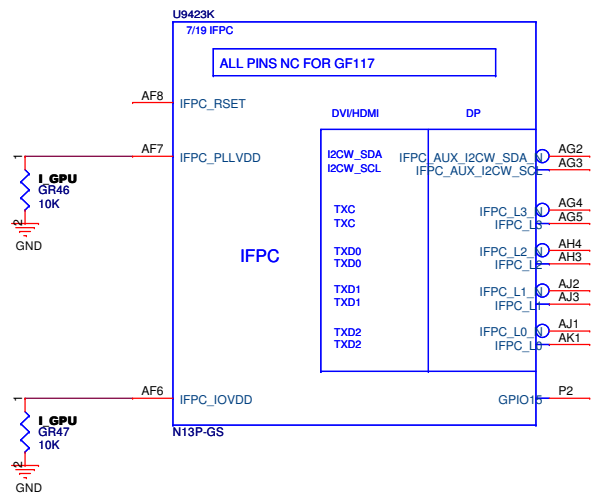 U9423K
7/19 IFPC
ALL PINS NC FOR GF117
AF8
IFPC_RSET
DVI/HDMI
DP
AF7
IFPC_PLLVDD
I2CW_SDA
IFPC_AUX_I2CW_SDA_N
AG2
I2CW_SCL
IFPC_AUX_I2CW_SCL
AG3
1
I_GPU
GR46
10K
2
GND
TXC
IFPC_L3_N
AG4
TXC
IFPC_L3
AG5
IFPC
TXD0
IFPC_L2_N
AH4
TXD0
IFPC_L2
AH3
TXD1
IFPC_L1_N
AJ2
TXD1
IFPC_L1
AJ3
TXD2
IFPC_L0_N
AJ1
TXD2
IFPC_L0
AK1
AF6
IFPC_IOVDD
GPIO15
P2
1
I_GPU
GR47
10K
2
GND
N13P-GS